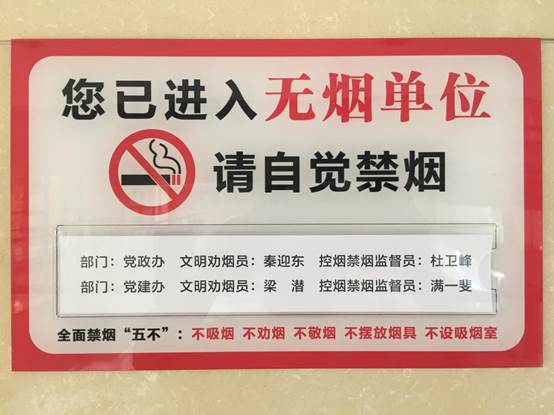 您已进入无烟单位
请自觉禁烟
部门：党政办 文明劝烟员：秦迎东 控烟禁烟监督员：杜卫峰
部门：党建办 文明劝烟员：梁 潜 控烟禁烟监督员：满一斐
全面禁烟“五不”：不吸烟 不劝烟 不敬烟 不摆放烟具 不设吸烟室